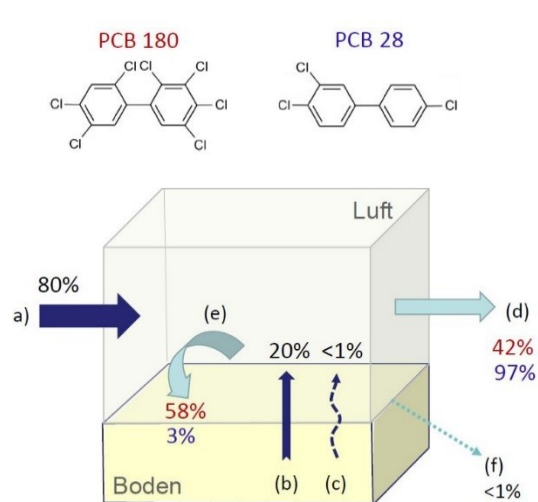 PCB 180
PCB 28
Cl
Cl
Cl
Cl
Cl
Cl
Cl
Cl
Cl
Cl
Luft
80%
a)
(e)
(d)
20%
<1%
42%
97%
58%
3%
(f)
<1%
Boden
(b)
(c)